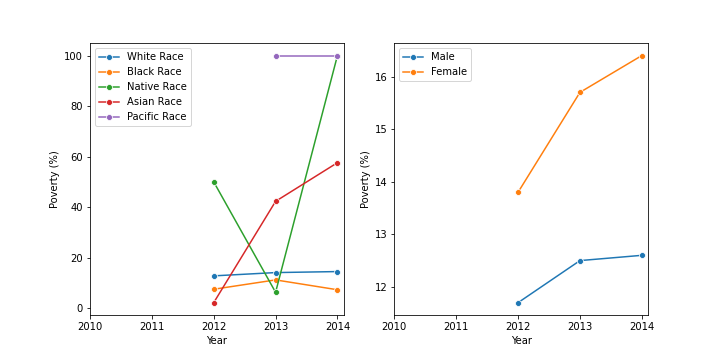 White Race
Black Race
Native Race
Asian Race
Pacific Race
100
80
60
40
20
0
Poverty (%)
2010 2011 2012 2013 2014
Year
Male
Female
16
15
14
13
12
Poverty (%)
2010 2011 2012 2013 2014
Year